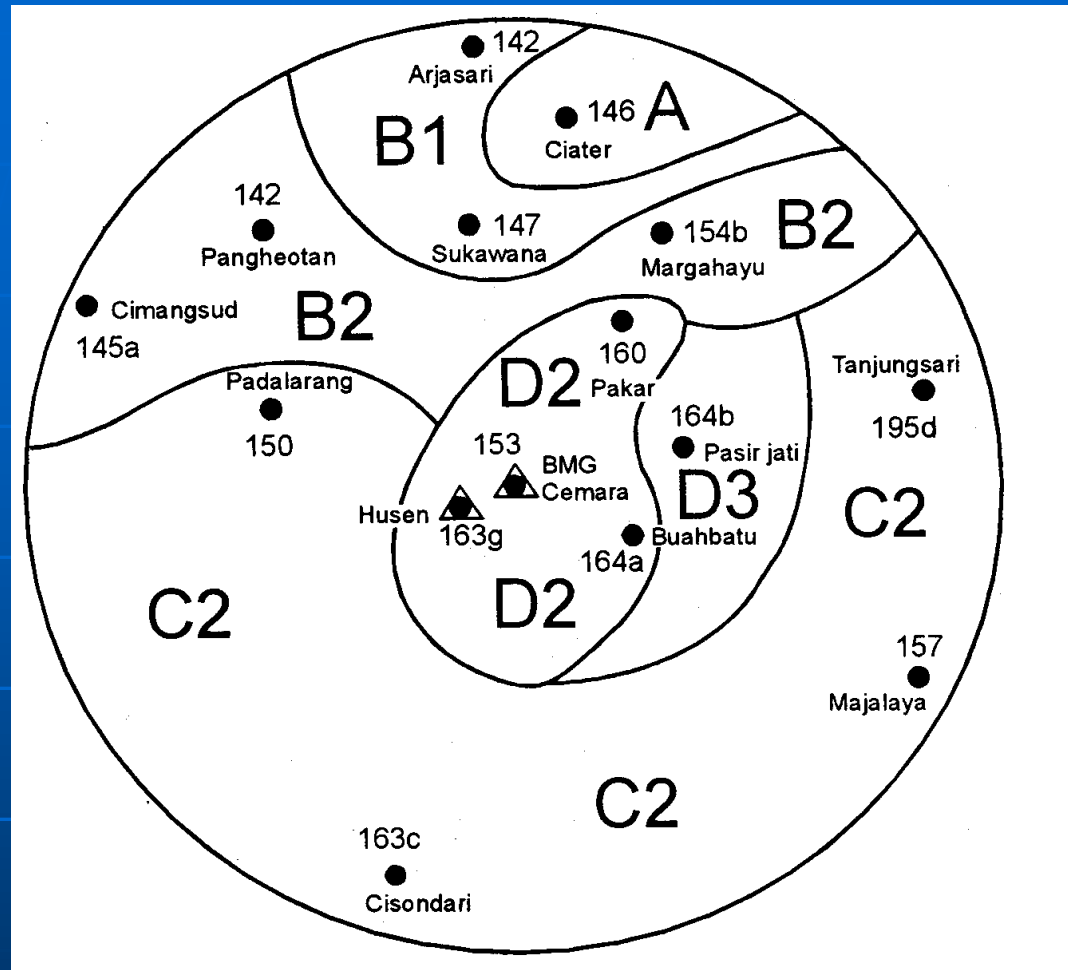 142
Arjasari
A
146
Ciater
B1
142
Pangheotan
147
Sukawana
154b
Margahayu
B2
Cimangsud
145a
B2
Padalarang
150
160
Pakar
D2
Tanjungsari
195d
164b
Pasir jati
D3
153
BMG
Cemara
Husen
163g
Buahbatu
164a
C2
D2
C2
157
Majalaya
C2
163c
Cisondari